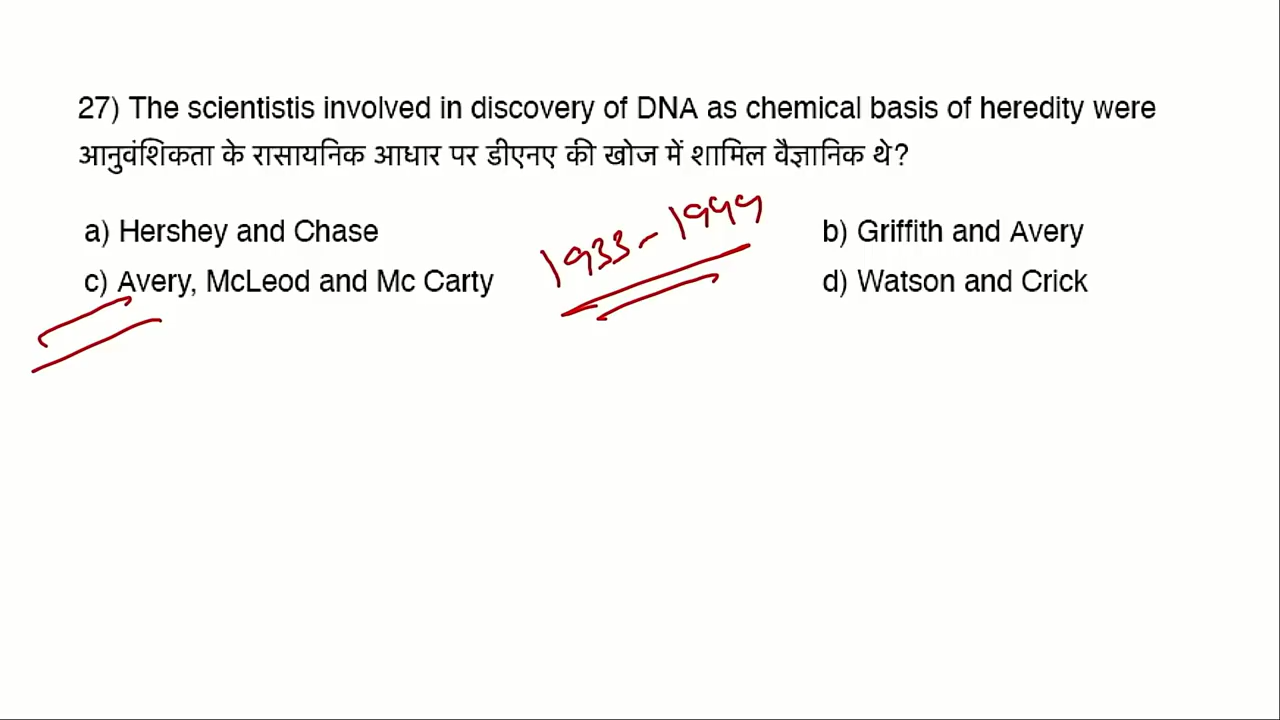 27) The scientistis involved in discovery of DNA as chemical basis of heredity were
आनुवंशिकता के रासायनिक आधार पर डीएनए की खोज में शामिल वैज्ञानिक थे?
a) Hershey and Chase
1933-1944
b) Griffith and Avery
c) Avery, McLeod and Mc Carty
d) Watson and Crick